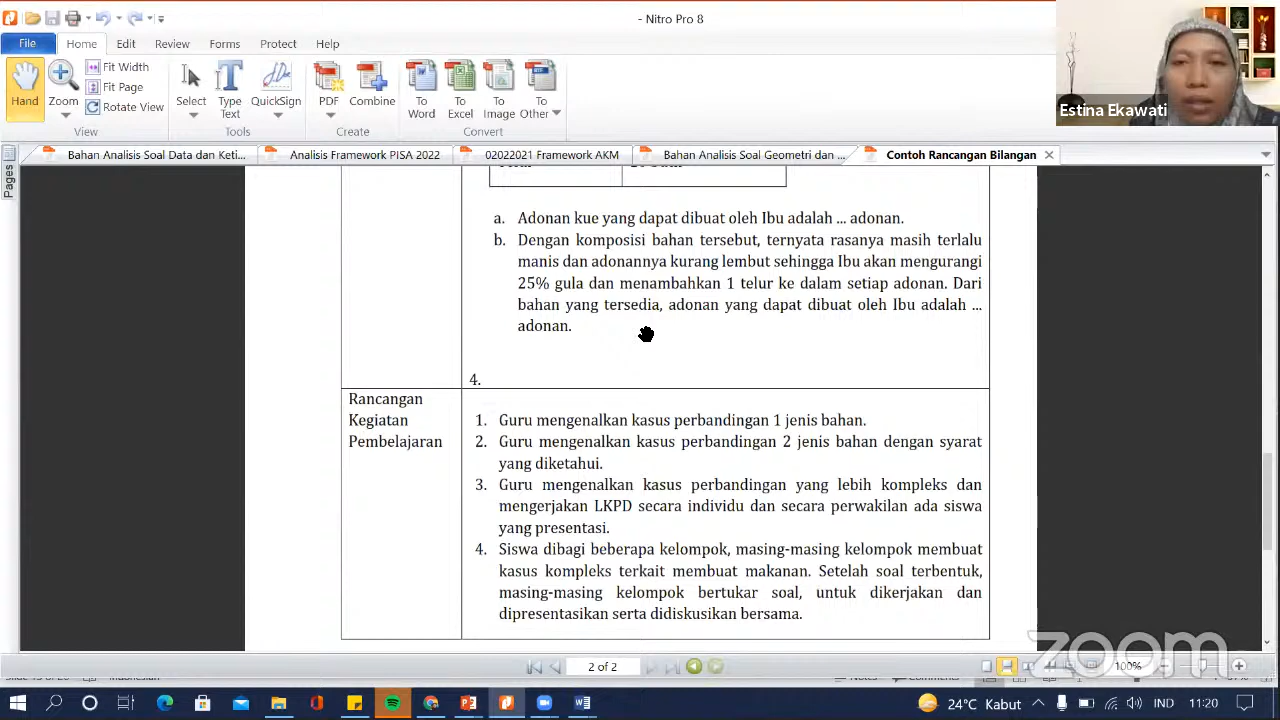 - Nitro Pro 8
File Home Edit Review Forms Protect Help
Fit Width
Fit Page
Rotate View
Hand Zoom
Select Type Text QuickSign
PDF Combine
To Word To Excel To Image To Other
View Tools Create Convert
Estina Ekawati
Bahan Analisis Soal Data dan Keti... Analisis Framework PISA 2022 02022021 Framework AKM Bahan Analisis Soal Geometri dan ... Contoh Rancangan Bilangan
Pages
a. Adonan kue yang dapat dibuat oleh Ibu adalah ... adonan.
b. Dengan komposisi bahan tersebut, ternyata rasanya masih terlalu
manis dan adonannya kurang lembut sehingga Ibu akan mengurangi
25% gula dan menambahkan 1 telur ke dalam setiap adonan. Dari
bahan yang tersedia, adonan yang dapat dibuat oleh Ibu adalah ...
adonan.
4.
Rancangan
Kegiatan
Pembelajaran
1. Guru mengenalkan kasus perbandingan 1 jenis bahan.
2. Guru mengenalkan kasus perbandingan 2 jenis bahan dengan syarat
yang diketahui.
3. Guru mengenalkan kasus perbandingan yang lebih kompleks dan
mengerjakan LKPD secara individu dan secara perwakilan ada siswa
yang presentasi.
4. Siswa dibagi beberapa kelompok, masing-masing kelompok membuat
kasus kompleks terkait membuat makanan. Setelah soal terbentuk,
masing-masing kelompok bertukar soal, untuk dikerjakan dan
dipresentasikan serta didiskusikan bersama.
zoom
2 of 2
100%
24°C Kabut
IND
11:20